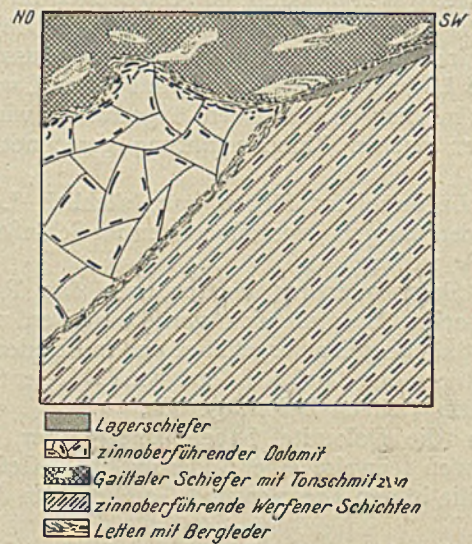 NO SW
Lagerschiefer
zinnoberführender Dolomit
Gailtaler Schiefer mit Tonschmitzen
zinnoberführende Werfener Schichten
Letten mit Bergleder